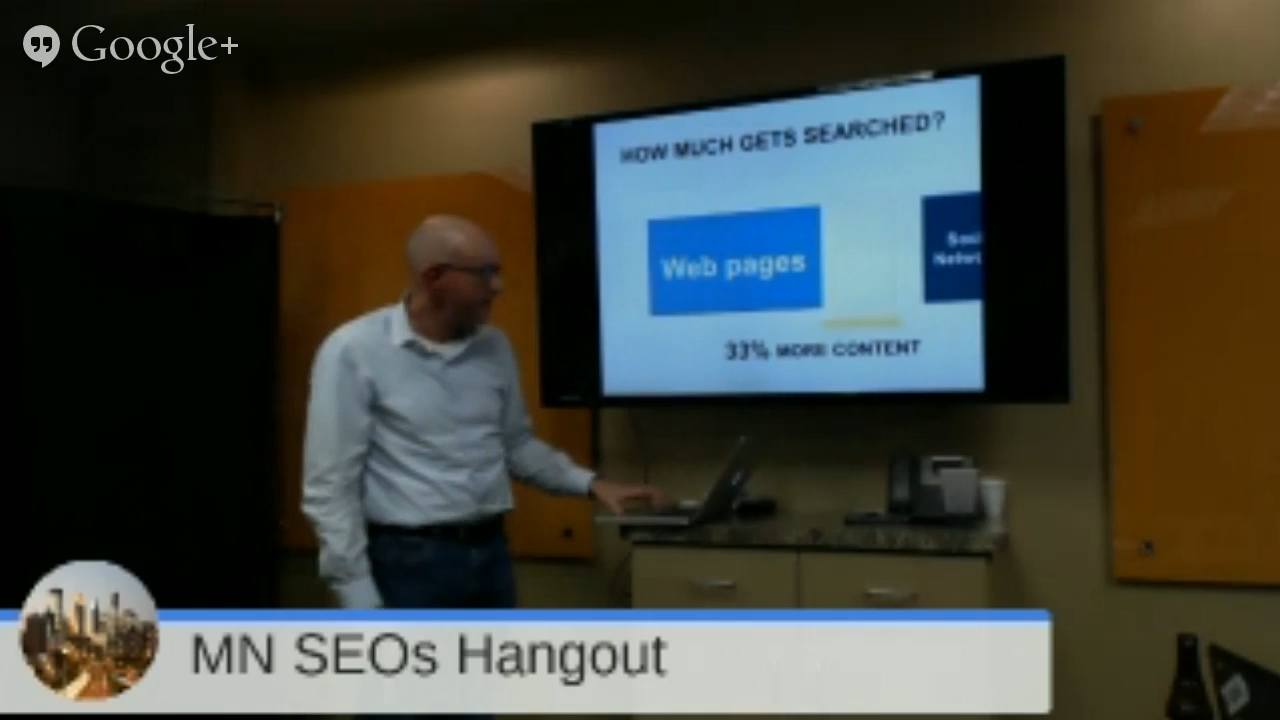 Google+
HOW MUCH GETS SEARCHED?
Web pages
33% MORE CONTENT
MN SEOs Hangout